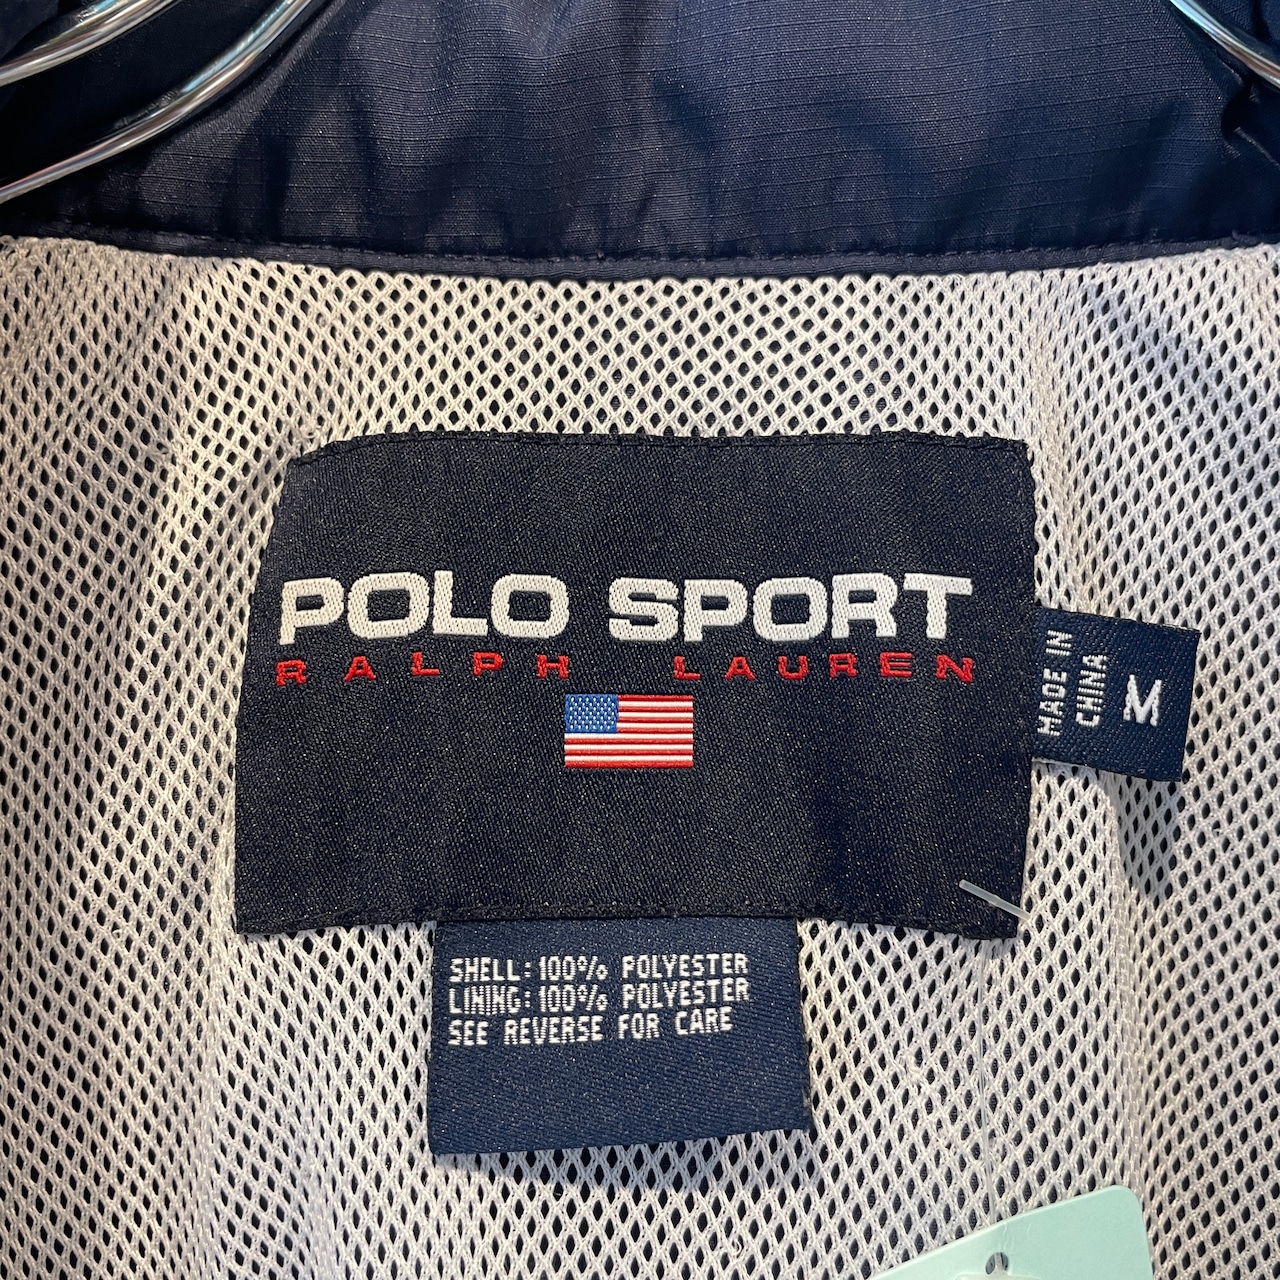 POLO SPORT
RALPH LAUREN
MADE IN
CHINA
M
SHELL: 100% POLYESTER
LINING: 100% POLYESTER
SEE REVERSE FOR CARE